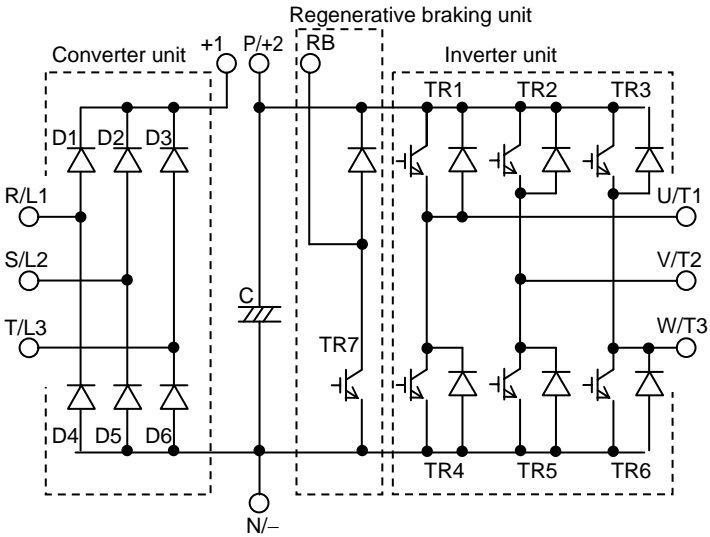 Regenerative braking unit
Converter unit
+1
P/+2
RB
Inverter unit
TR1
TR2
TR3
D1
D2
D3
R/L1
U/T1
S/L2
V/T2
C
T/L3
W/T3
TR7
D4
D5
D6
TR4
TR5
TR6
N/−